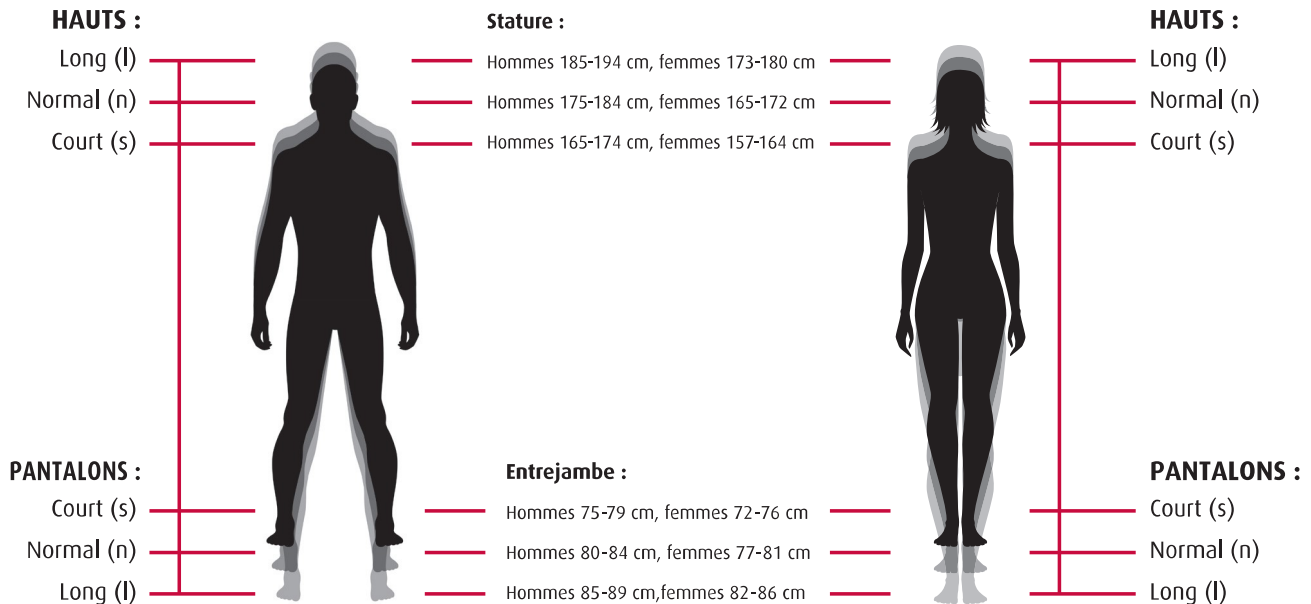 HAUTS :
Long (l)
Normal (n)
Court (s)
Stature :
Hommes 185-194 cm, femmes 173-180 cm
Hommes 175-184 cm, femmes 165-172 cm
Hommes 165-174 cm, femmes 157-164 cm
HAUTS :
Long (l)
Normal (n)
Court (s)
PANTALONS :
Court (s)
Normal (n)
Long (l)
Entrejambe :
Hommes 75-79 cm, femmes 72-76 cm
Hommes 80-84 cm, femmes 77-81 cm
Hommes 85-89 cm,femmes 82-86 cm
PANTALONS :
Court (s)
Normal (n)
Long (l)